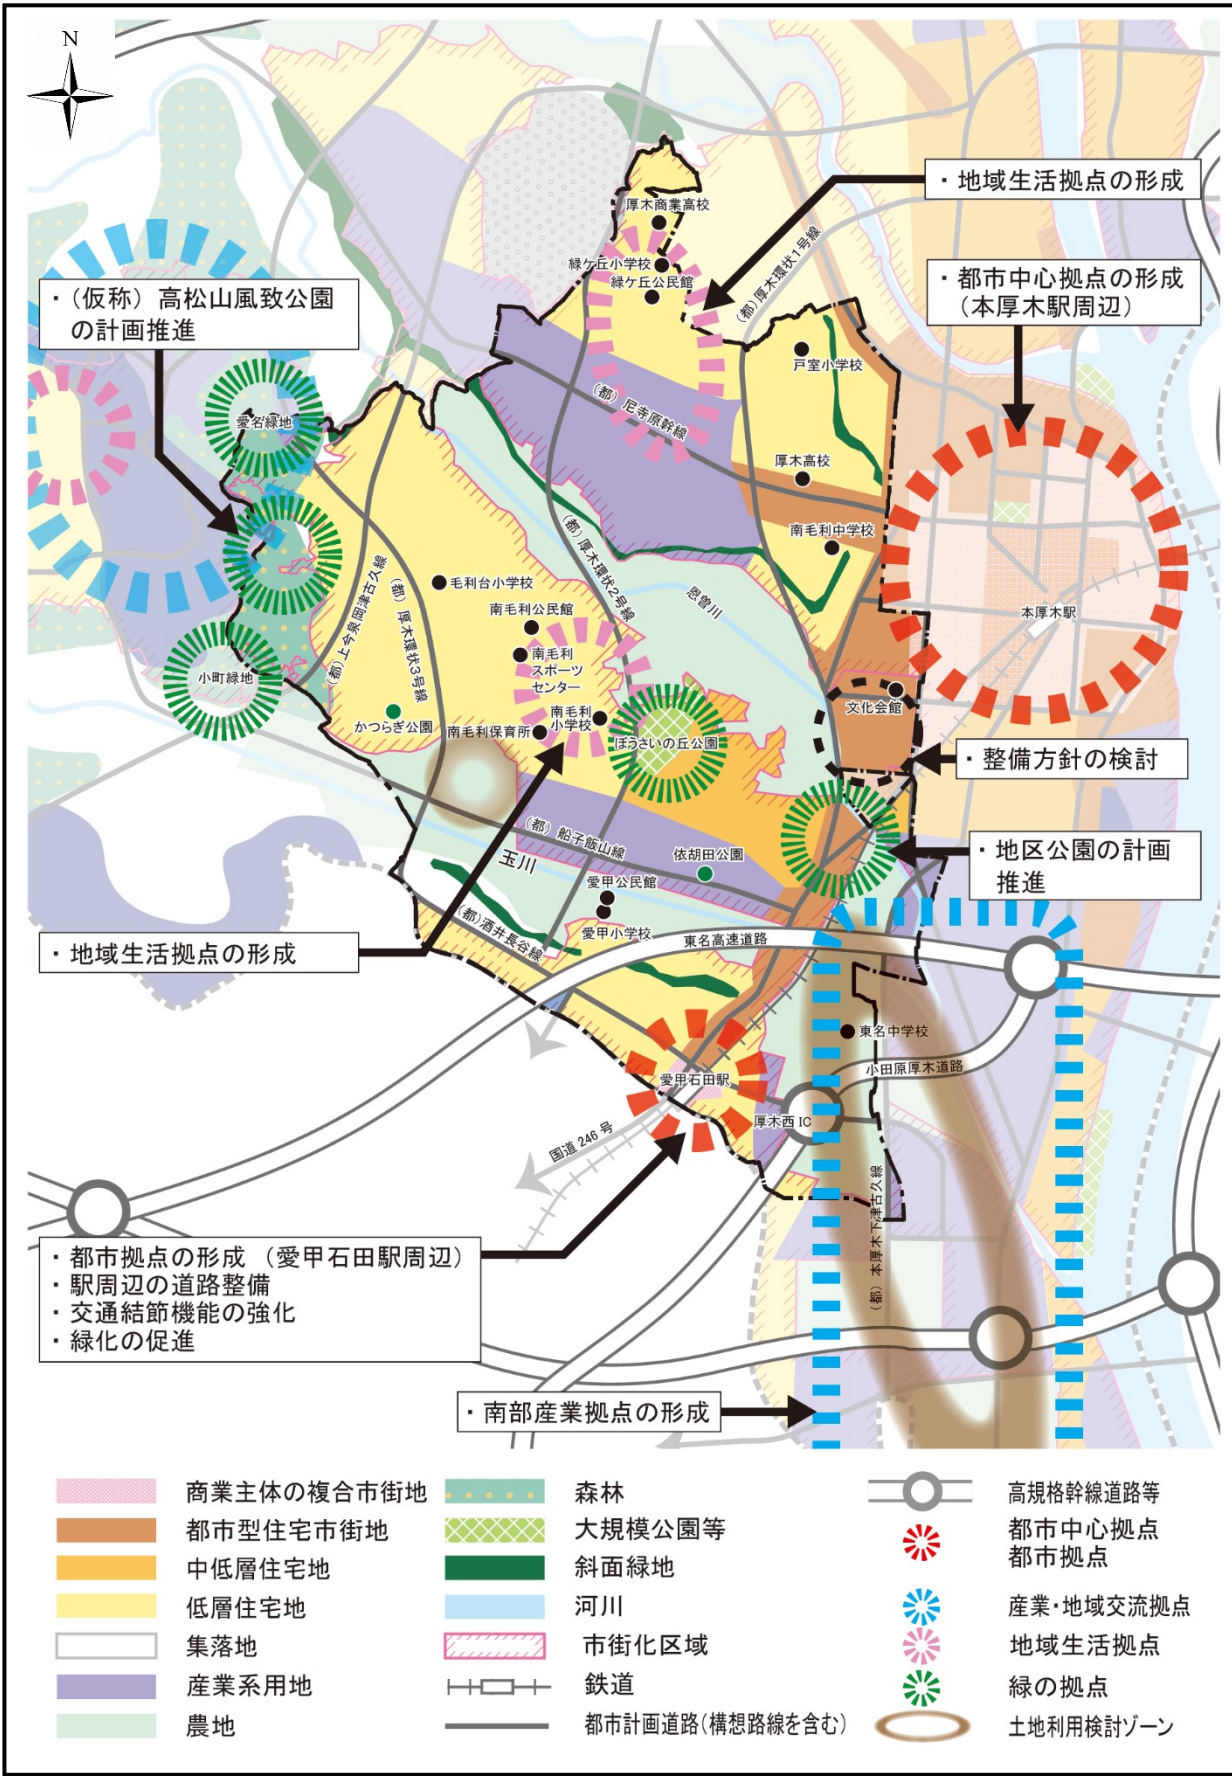 N
・地域生活拠点の形成
・都市中心拠点の形成
(本厚木駅周辺)
・(仮称) 高松山風致公園
の計画推進
厚木商業高校
緑ケ丘小学校
緑ケ丘公民館
(都)厚木環状1号線
戸室小学校
(都)尼寺原幹線
愛名緑地
厚木高校
南毛利中学校
(都)厚木環状2号線
恩曽川
(都)上今泉岡津古久線
(都)厚木環状3号線
毛利台小学校
南毛利公民館
南毛利
スポーツ
センター
本厚木駅
小町緑地
かつらぎ公園
南毛利保育所
南毛利
小学校
ぼうさいの丘公園
文化会館
・整備方針の検討
(都)船子飯山線
玉川
依胡田公園
・地区公園の計画
推進
愛甲公民館
愛甲小学校
(都)酒井長谷線
・地域生活拠点の形成
東名高速道路
東名中学校
小田原厚木道路
愛甲石田駅
厚木西IC
国道246号
(都)本厚木下津古久線
・都市拠点の形成 (愛甲石田駅周辺)
・駅周辺の道路整備
・交通結節機能の強化
・緑化の促進
・南部産業拠点の形成
商業主体の複合市街地
都市型住宅市街地
中低層住宅地
低層住宅地
集落地
産業系用地
農地
森林
大規模公園等
斜面緑地
河川
市街化区域
鉄道
都市計画道路(構想路線を含む)
高規格幹線道路等
都市中心拠点
都市拠点
産業・地域交流拠点
地域生活拠点
緑の拠点
土地利用検討ゾーン